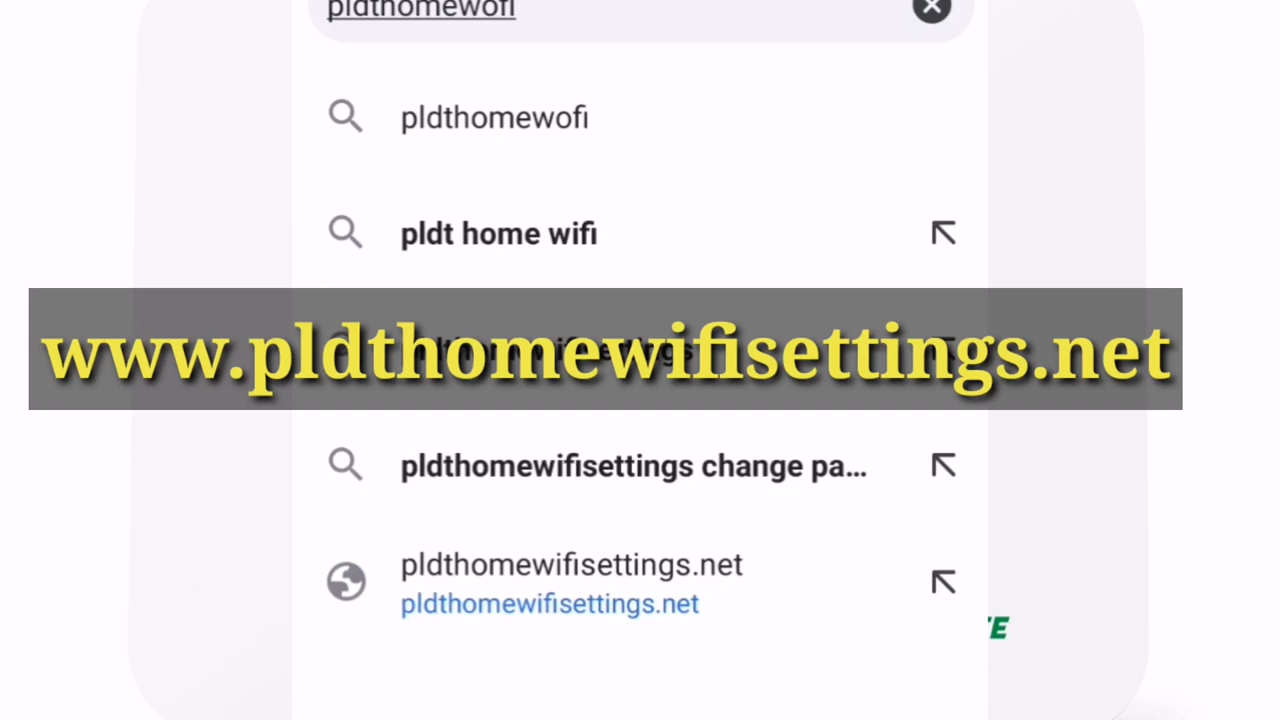 pldthomewofi
pldthomewofi
pldt home wifi
www.pldthomewifisettings.net
pldthomewifisettings change pa...
pldthomewifisettings.net
pldthomewifisettings.net